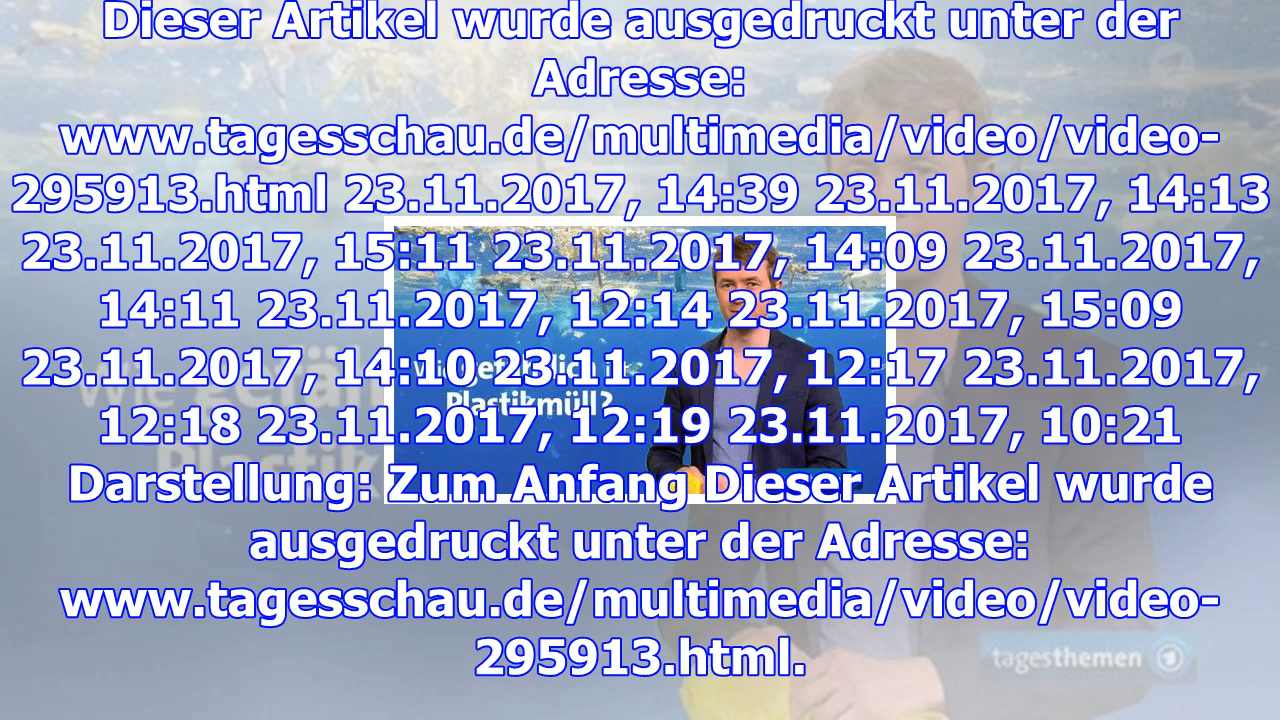 Dieser Artikel wurde ausgedruckt unter der
Adresse:
www.tagesschau.de/multimedia/video/video-
295913.html 23.11.2017, 14:39 23.11.2017, 14:13
23.11.2017, 15:11 23.11.2017, 14:09 23.11.2017,
14:11 23.11.2017, 12:14 23.11.2017, 15:09
23.11.2017, 14:10 23.11.2017, 12:17 23.11.2017,
12:18 23.11.2017, 12:19 23.11.2017, 10:21
Darstellung: Zum Anfang Dieser Artikel wurde
ausgedruckt unter der Adresse:
www.tagesschau.de/multimedia/video/video-
295913.html.
Wie gefährlich ist
Plastikmüll?
tagesthemen